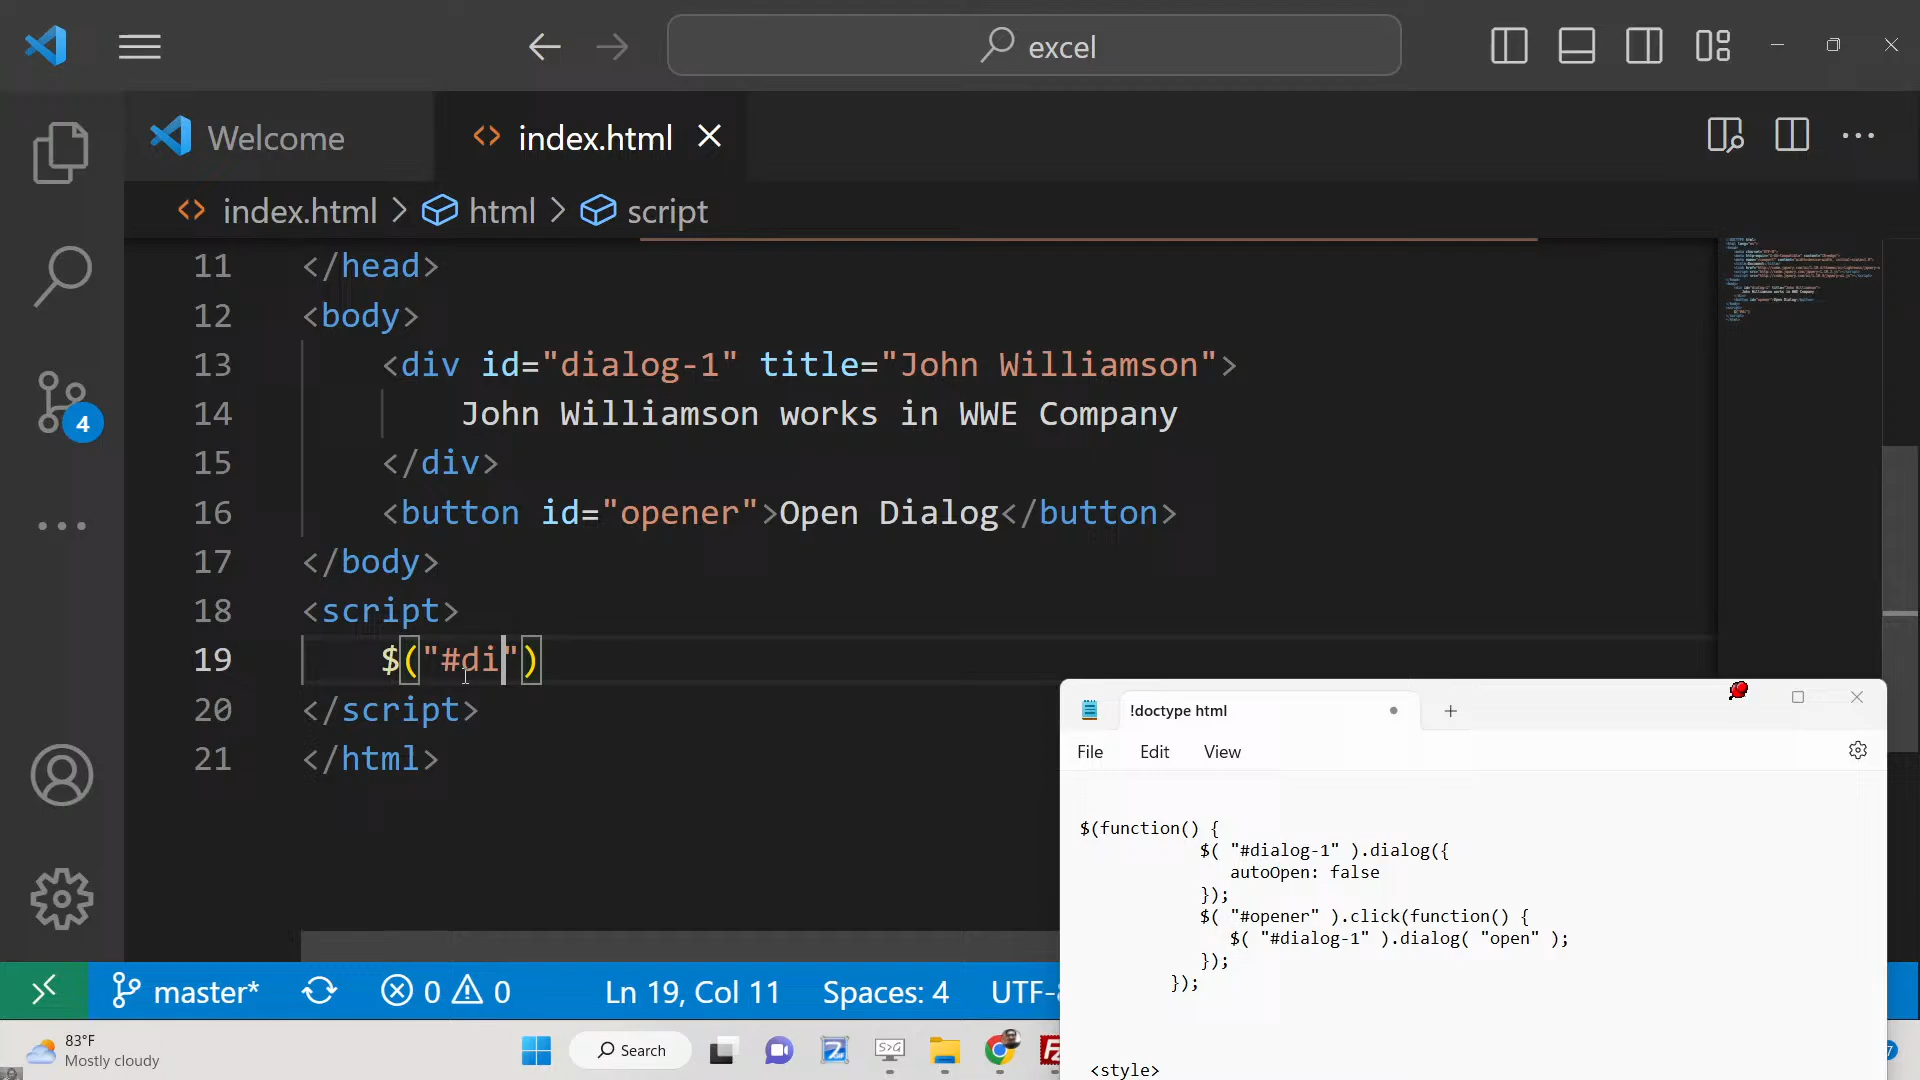 excel
Welcome
index.html
index.html > html > script
11 </head>
12 <body>
13 <div id="dialog-1" title="John Williamson">
14 John Williamson works in WWE Company
15 </div>
16 <button id="opener">Open Dialog</button>
17 </body>
18 <script>
19 $("#di")
20 </script>
21 </html>
4
!doctype html
File Edit View
$(function() {
$( "#dialog-1" ).dialog({
autoOpen: false
});
$( "#opener" ).click(function() {
$( "#dialog-1" ).dialog( "open" );
});
});
<style>
master* 0 0 Ln 19, Col 11 Spaces: 4
83°F
Mostly cloudy
Search